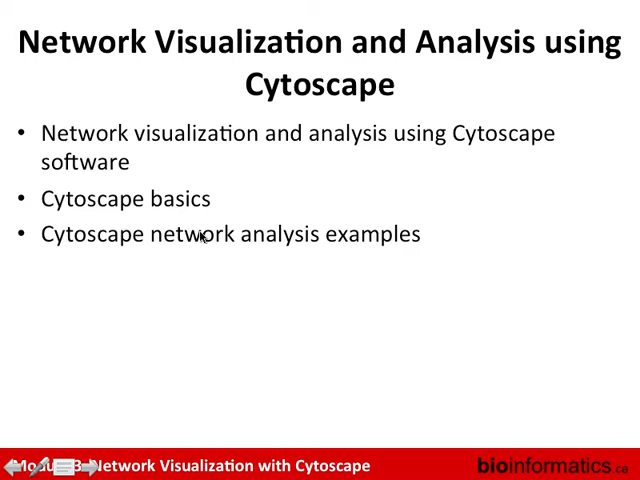 Network Visualization and Analysis using
Cytoscape
• Network visualization and analysis using Cytoscape
software
• Cytoscape basics
• Cytoscape network analysis examples
Module 3 Network Visualization with Cytoscape
bioinformatics.ca